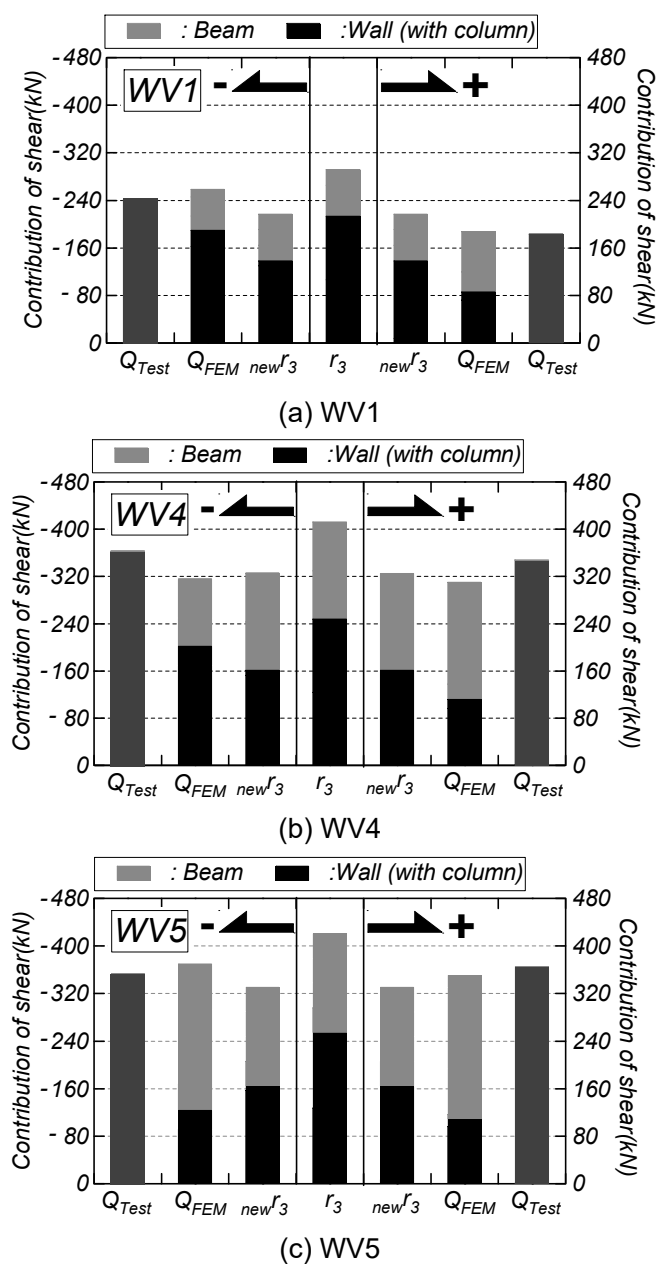 : Beam :Wall (with column)
Contribution of shear(kN)
-480
-400
-320
-240
-160
-80
0
WV1 - +
480
400
320
240
160
80
0
Contribution of shear(kN)
QTest QFEM newr3 r3 newr3 QFEM QTest
(a) WV1
: Beam :Wall (with column)
Contribution of shear(kN)
-480
-400
-320
-240
-160
-80
0
WV4 - +
480
400
320
240
160
80
0
Contribution of shear(kN)
QTest QFEM newr3 r3 newr3 QFEM QTest
(b) WV4
: Beam :Wall (with column)
Contribution of shear(kN)
-480
-400
-320
-240
-160
-80
0
WV5 - +
480
400
320
240
160
80
0
Contribution of shear(kN)
QTest QFEM newr3 r3 newr3 QFEM QTest
(c) WV5